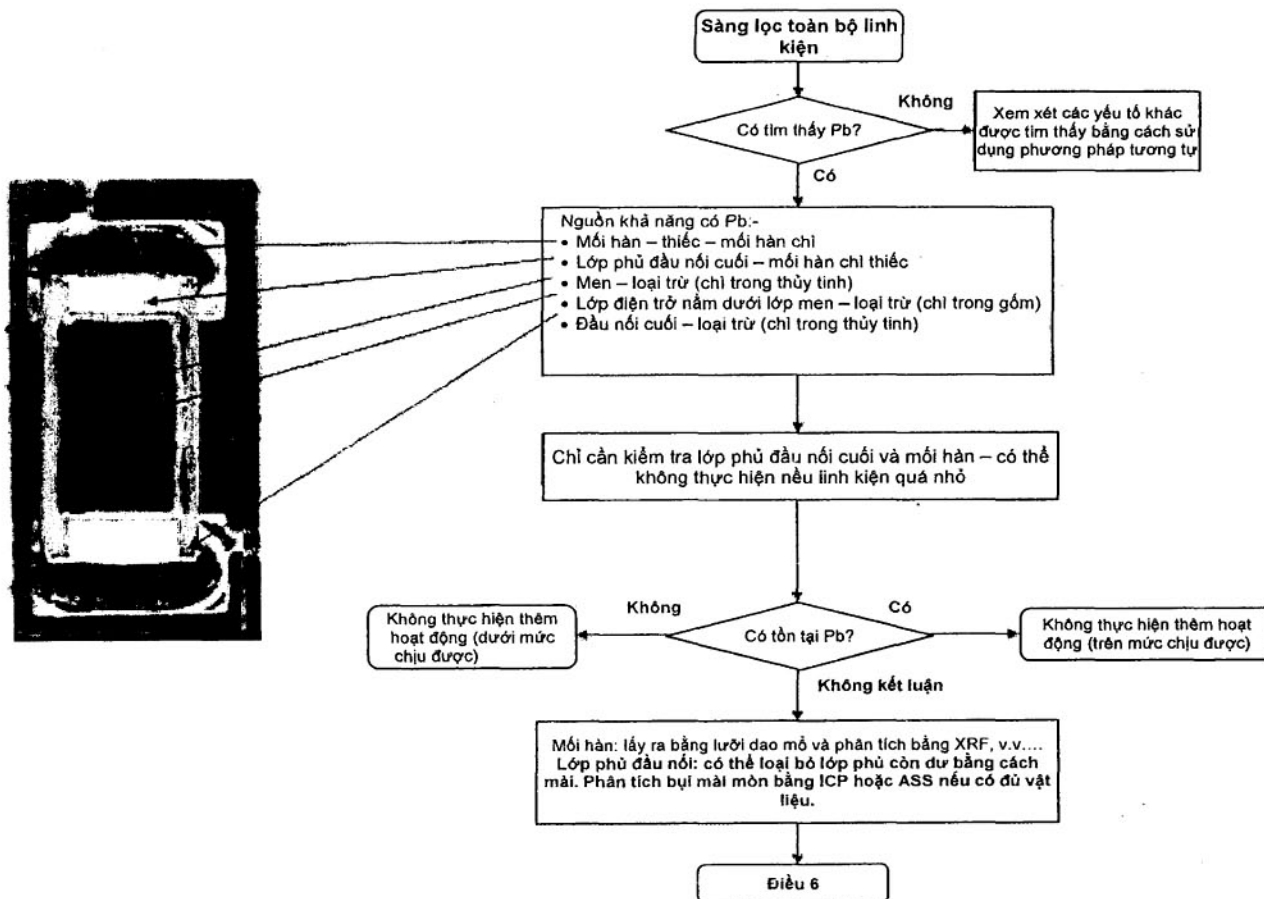 Sàng lọc toàn bộ linh
kiện
Không
Có tìm thấy Pb?
Xem xét các yếu tố khác
được tìm thấy bằng cách sử
dụng phương pháp tương tự
Có
Nguồn khả năng có Pb:-
• Mối hàn – thiếc – mối hàn chì
• Lớp phủ đầu nối cuối – mối hàn chì thiếc
• Men – loại trừ (chì trong thủy tinh)
• Lớp điện trở nằm dưới lớp men – loại trừ (chì trong gốm)
• Đầu nối cuối – loại trừ (chì trong thủy tinh)
Chỉ cần kiểm tra lớp phủ đầu nối cuối và mối hàn – có thể
không thực hiện nều linh kiện quá nhỏ
Không
Có
Không thực hiện thêm
hoạt động (dưới mức
chịu được)
Có tồn tại Pb?
Không thực hiện thêm hoạt
động (trên mức chịu được)
Không kết luận
Mối hàn: lấy ra bằng lưỡi dao mổ và phân tích bằng XRF, v.v....
Lớp phủ đầu nối: có thể loại bỏ lớp phủ còn dư bằng cách
mài. Phân tích bụi mài mòn bằng ICP hoặc ASS nếu có đủ vật
liệu.
Điều 6